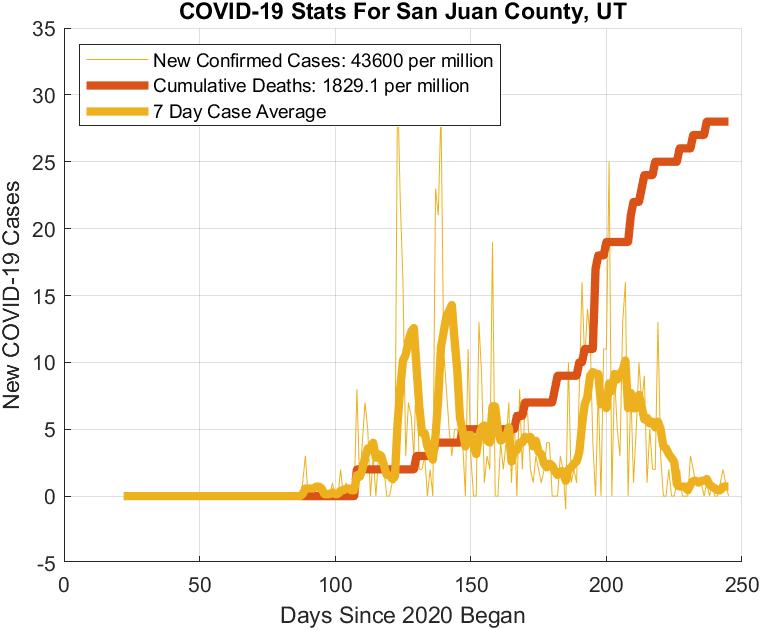 COVID-19 Stats For San Juan County, UT
35
30
25
20
15
10
5
0
-5
New COVID-19 Cases
New Confirmed Cases: 43600 per million
Cumulative Deaths: 1829.1 per million
7 Day Case Average
0 50 100 150 200 250
Days Since 2020 Began